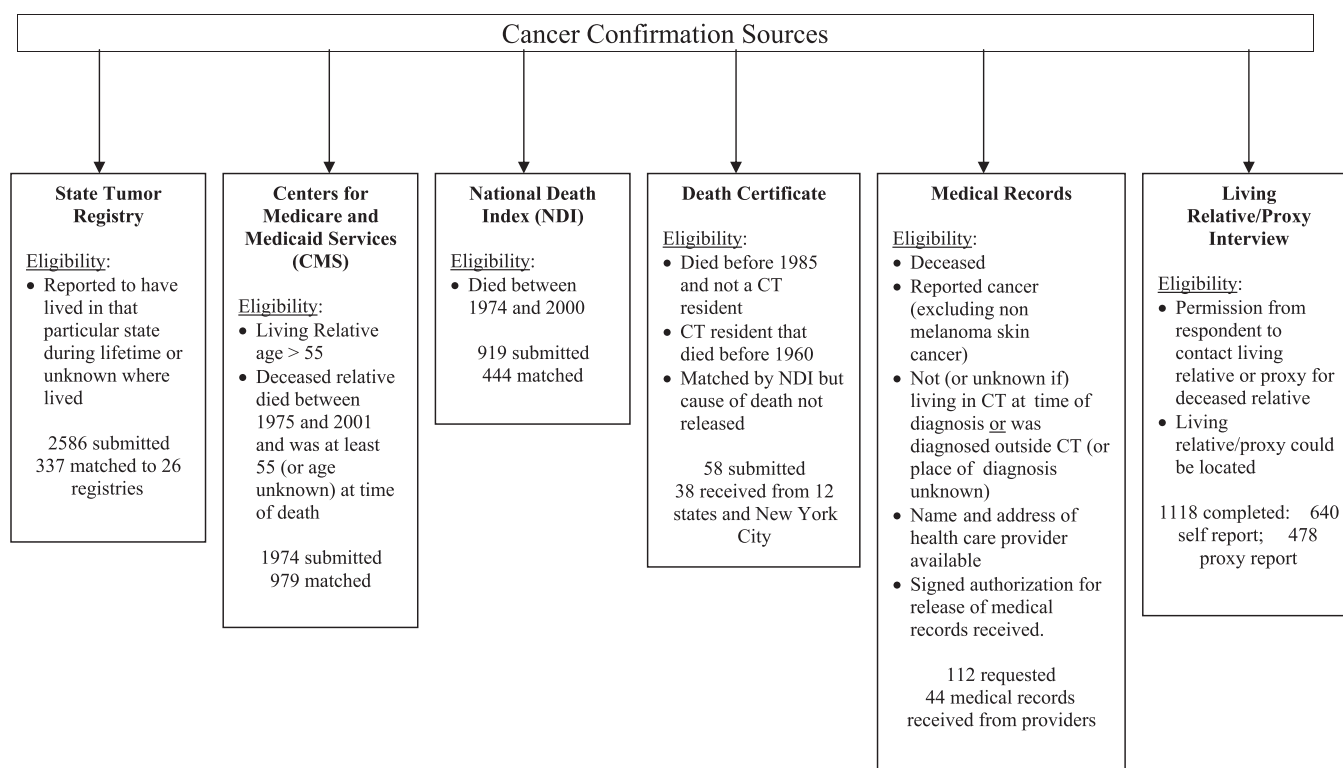 Cancer Confirmation Sources
State Tumor
Registry
Eligibility:
• Reported to have
lived in that
particular state
during lifetime or
unknown where
lived
2586 submitted
337 matched to 26
registries
Centers for
Medicare and
Medicaid Services
(CMS)
Eligibility:
• Living Relative
age > 55
• Deceased relative
died between
1975 and 2001
and was at least
55 (or age
unknown) at time
of death
1974 submitted
979 matched
National Death
Index (NDI)
Eligibility:
• Died between
1974 and 2000
919 submitted
444 matched
Death Certificate
Eligibility:
• Died before 1985
and not a CT
resident
• CT resident that
died before 1960
• Matched by NDI but
cause of death not
released
58 submitted
38 received from 12
states and New York
City
Medical Records
Eligibility:
• Deceased
• Reported cancer
(excluding non
melanoma skin
cancer)
• Not (or unknown if)
living in CT at time of
diagnosis or was
diagnosed outside CT (or
place of diagnosis
unknown)
• Name and address of
health care provider
available
• Signed authorization for
release of medical
records received.
112 requested
44 medical records
received from providers
Living
Relative/Proxy
Interview
Eligibility:
• Permission from
respondent to
contact living
relative or proxy for
deceased relative
• Living
relative/proxy could
be located
1118 completed: 640
self report; 478
proxy report